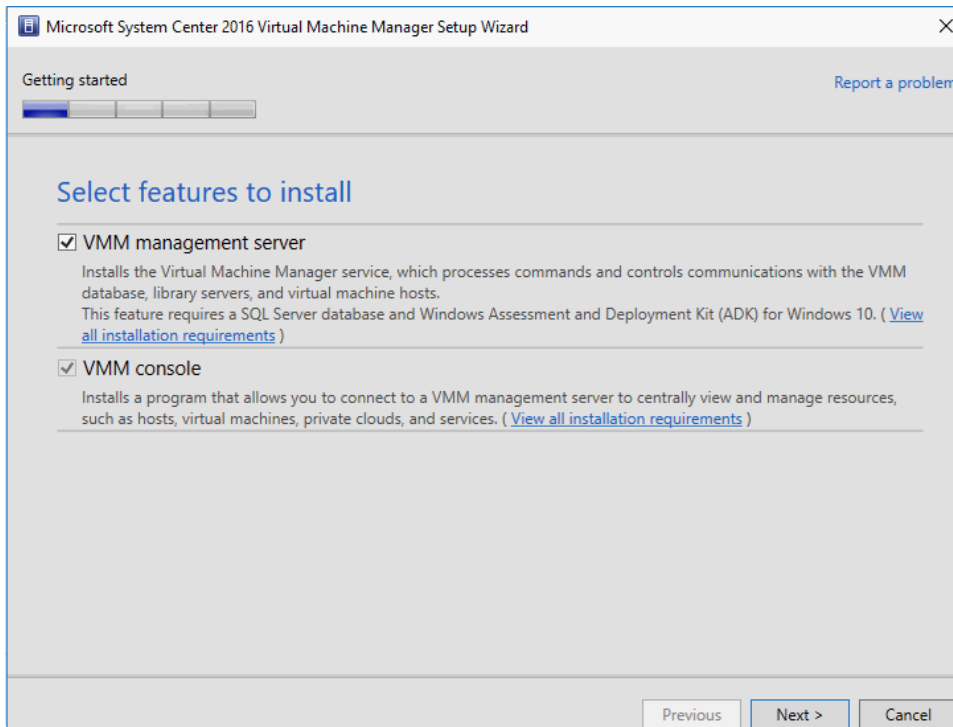 Microsoft System Center 2016 Virtual Machine Manager Setup Wizard
Getting started
Report a problem
Select features to install
VMM management server
Installs the Virtual Machine Manager service, which processes commands and controls communications with the VMM
database, library servers, and virtual machine hosts.
This feature requires a SQL Server database and Windows Assessment and Deployment Kit (ADK) for Windows 10. ( View
all installation requirements )
VMM console
Installs a program that allows you to connect to a VMM management server to centrally view and manage resources,
such as hosts, virtual machines, private clouds, and services. ( View all installation requirements )
Previous
Next >
Cancel